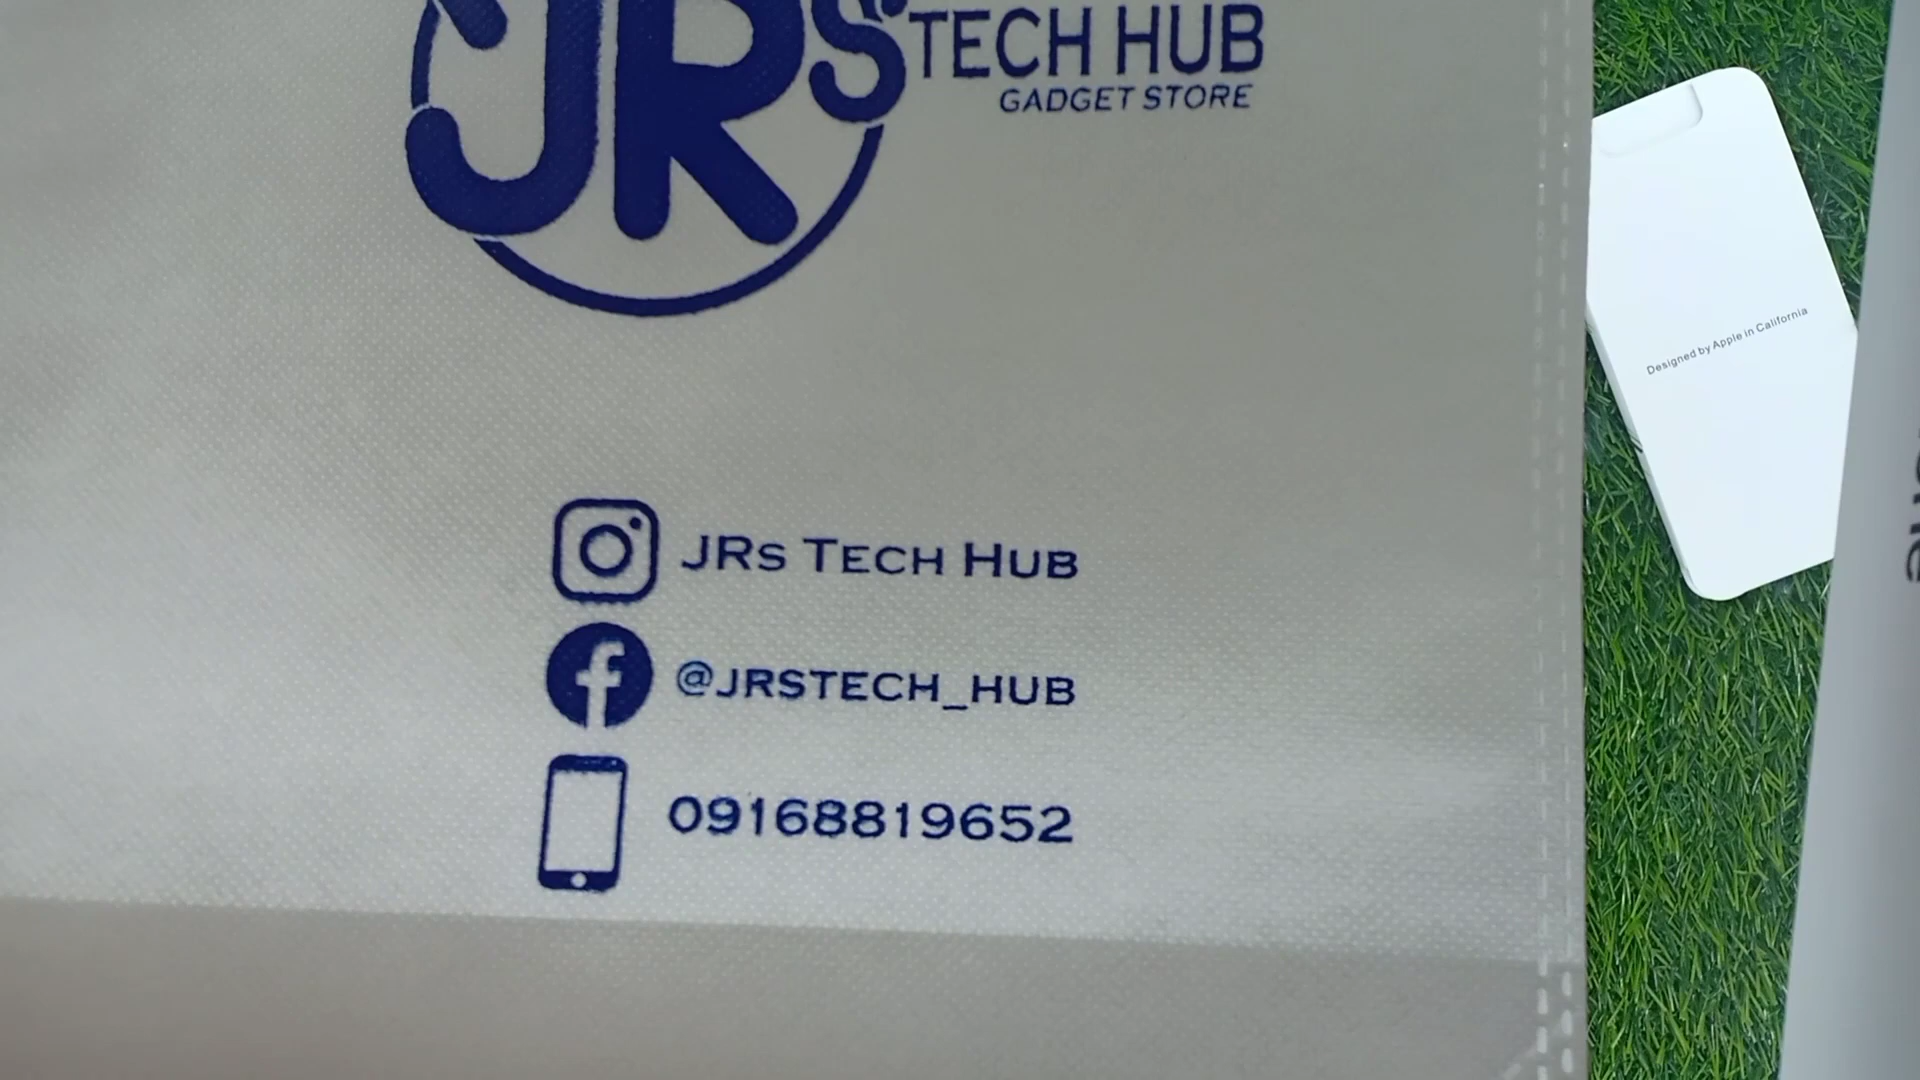 JRs TECH HUB
GADGET STORE
Designed by Apple in California
JRs TECH HUB
@JRSTECH_HUB
09168819652